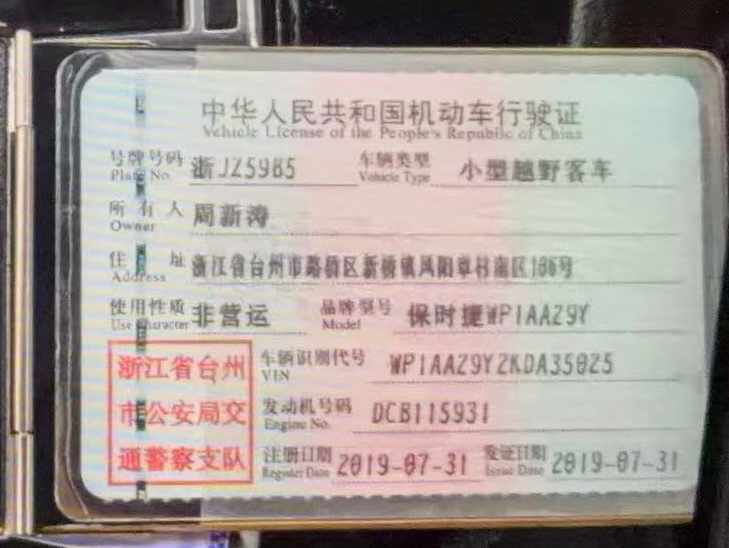 中华人民共和国机动车行驶证
Vehicle License of the People's Republic of China
号牌号码 浙JZ59B5 车辆类型 小型越野客车
Plate No. Vehicle Type
所有人 周新涛
Owner
住址 浙江省台州市路桥区新桥镇凤阳章村南区186号
Address
使用性质 非营运 品牌型号 保时捷WP1AAZ9Y
Use Character Model
浙江省台州 车辆识别代号 WP1AAZ9YZKDA35025
VIN
市公安局交 发动机号码 DCB115931
Engine No.
通警察支队 注册日期 2019-07-31 发证日期 2019-07-31
Register Date Issue Date